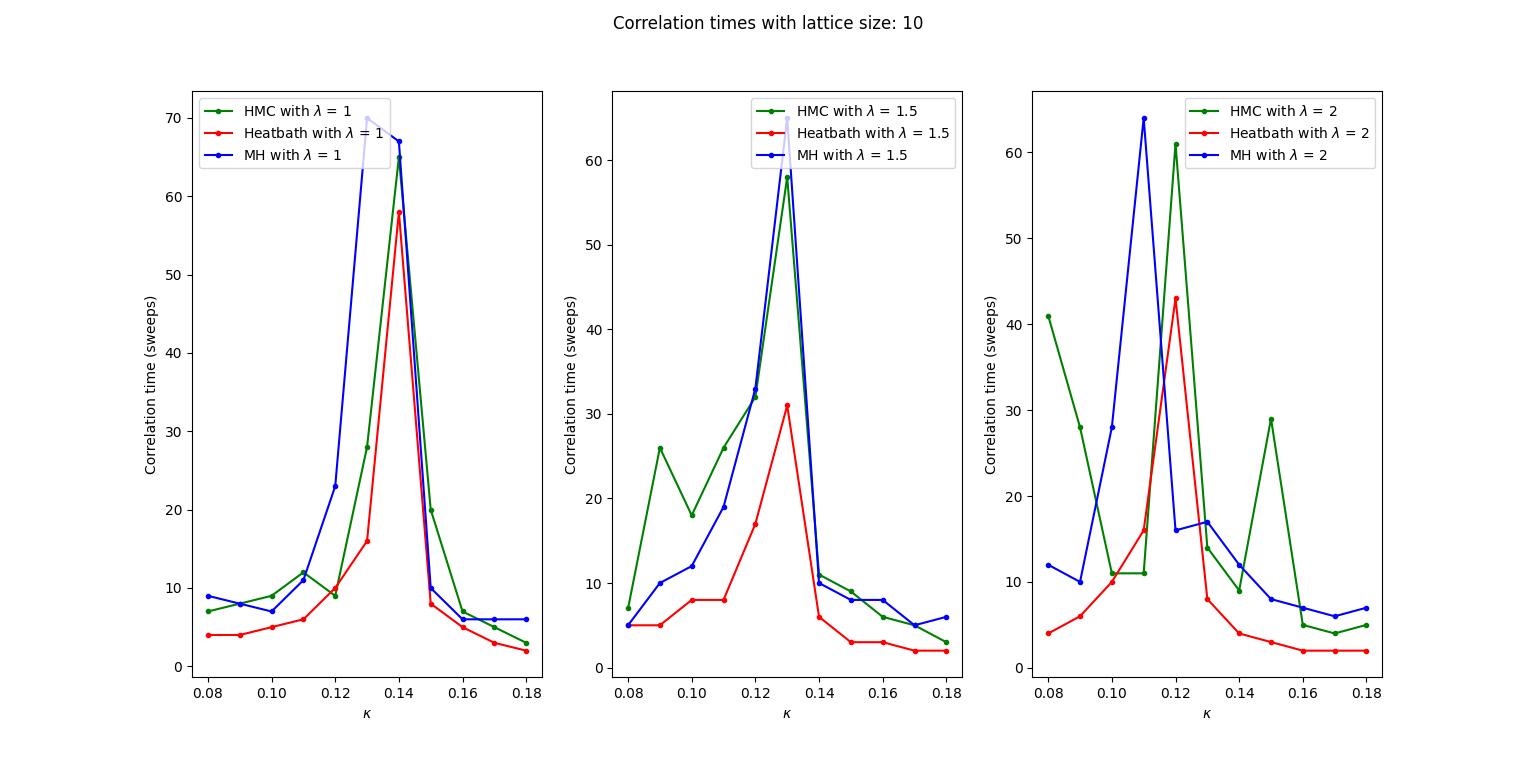 Correlation times with lattice size: 10
HMC with λ = 1
Heatbath with λ = 1
MH with λ = 1
70
60
50
40
30
20
10
0
Correlation time (sweeps)
0.08 0.10 0.12 0.14 0.16 0.18
κ
HMC with λ = 1.5
Heatbath with λ = 1.5
MH with λ = 1.5
60
50
40
30
20
10
0
Correlation time (sweeps)
0.08 0.10 0.12 0.14 0.16 0.18
κ
HMC with λ = 2
Heatbath with λ = 2
MH with λ = 2
60
50
40
30
20
10
0
Correlation time (sweeps)
0.08 0.10 0.12 0.14 0.16 0.18
κ